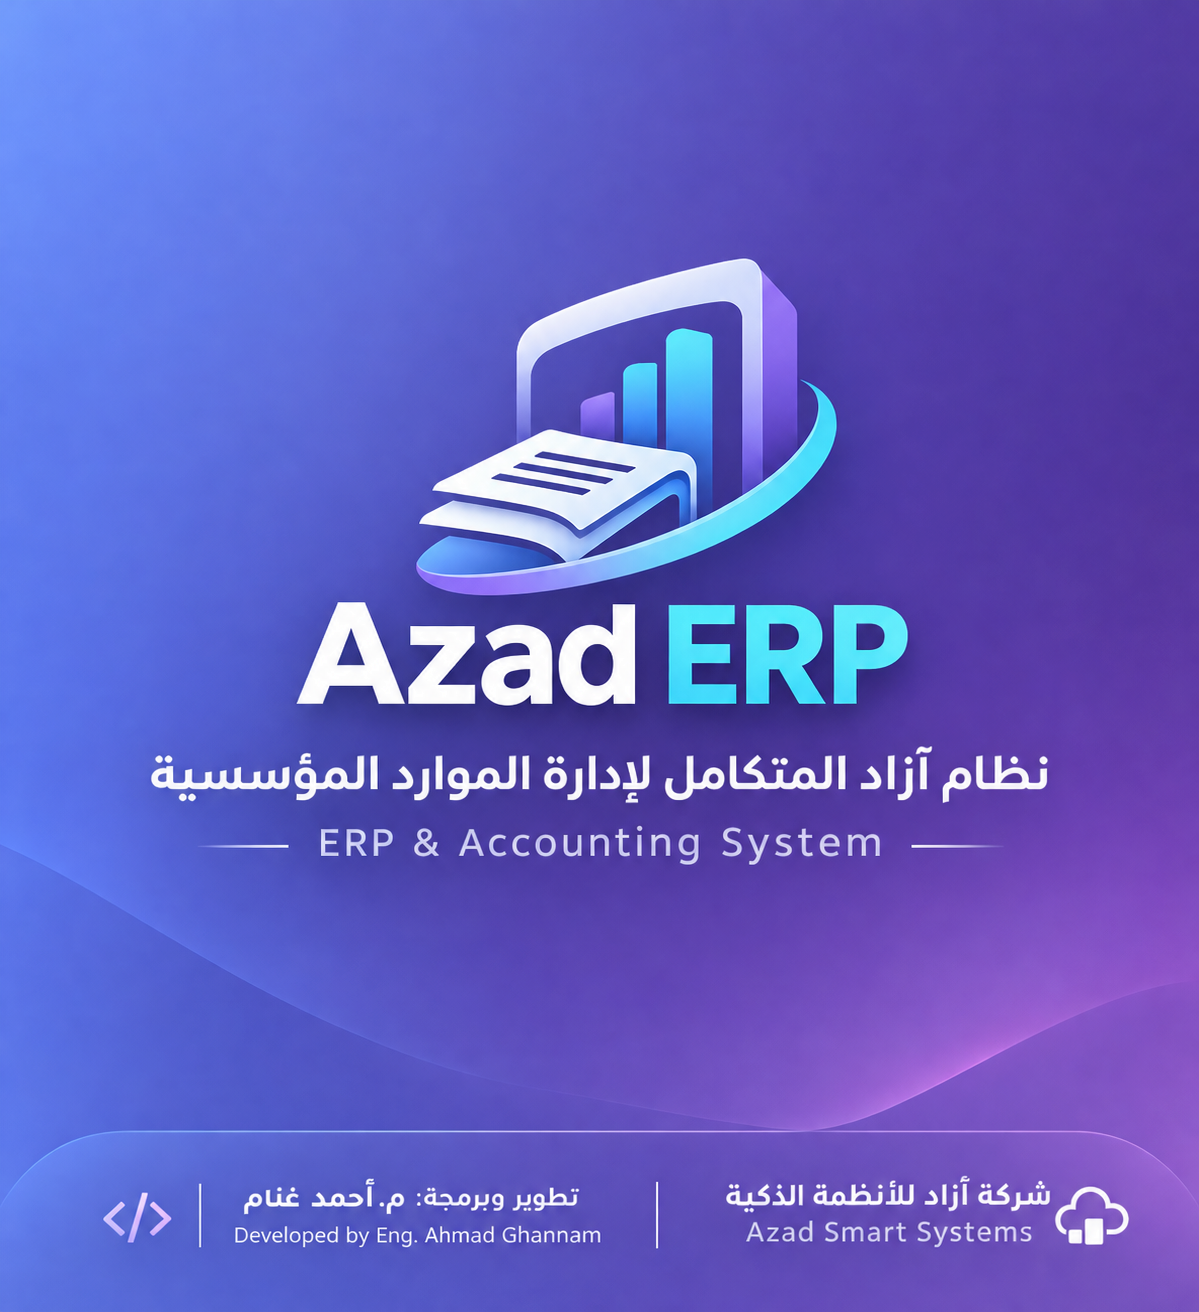 Azad ERP
نظام آزاد المتكامل لإدارة الموارد المؤسسية
ERP & Accounting System
شركة أزاد للأنظمة الذكية
Azad Smart Systems
تطوير وبرمجة: م. أحمد غنام
Developed by Eng. Ahmad Ghannam